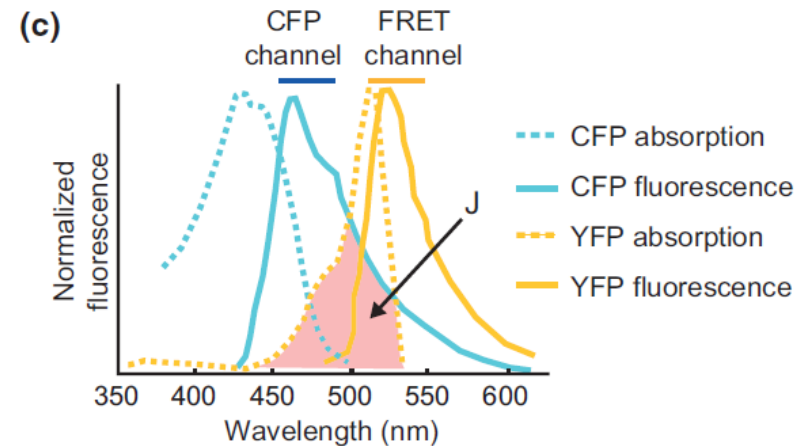 (c)
CFP
channel
FRET
channel
Normalized
fluorescence
J
CFP absorption
CFP fluorescence
YFP absorption
YFP fluorescence
350 400 450 500 550 600
Wavelength (nm)